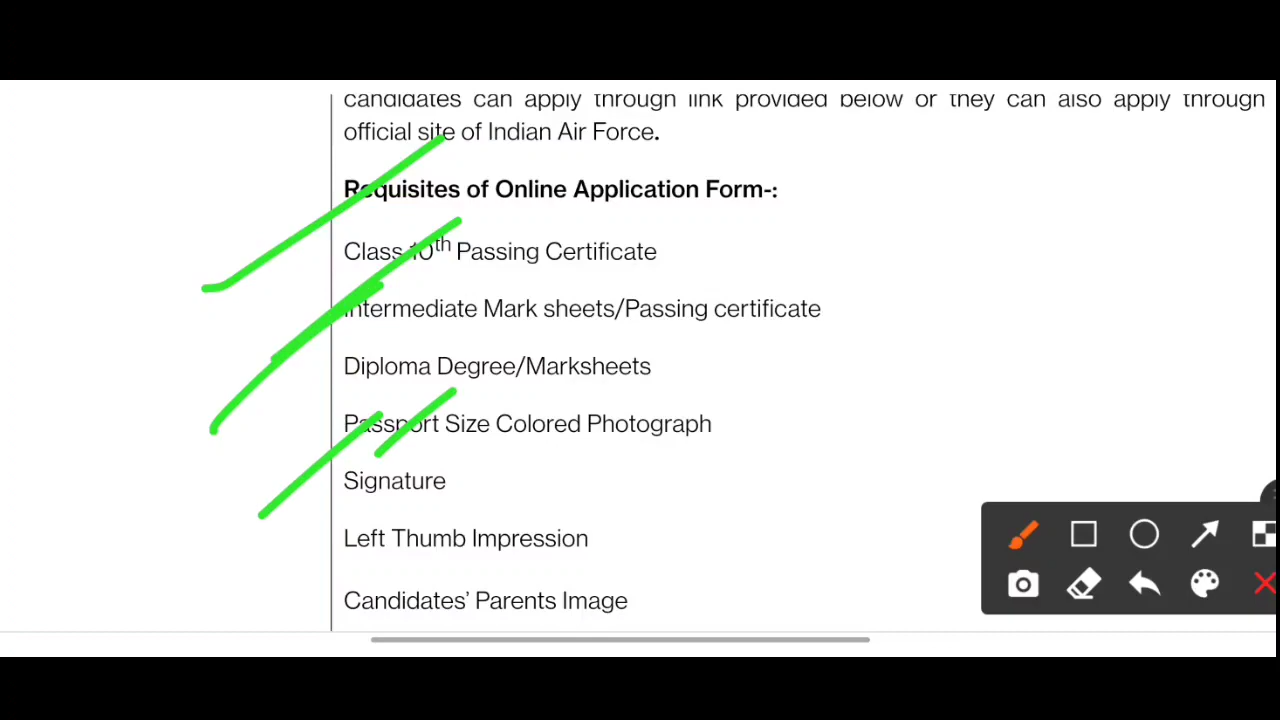 candidates can apply through link provided below or they can also apply through
official site of Indian Air Force.
Requisites of Online Application Form-:
Class 10th Passing Certificate
Intermediate Mark sheets/Passing certificate
Diploma Degree/Marksheets
Passport Size Colored Photograph
Signature
Left Thumb Impression
Candidates’ Parents Image